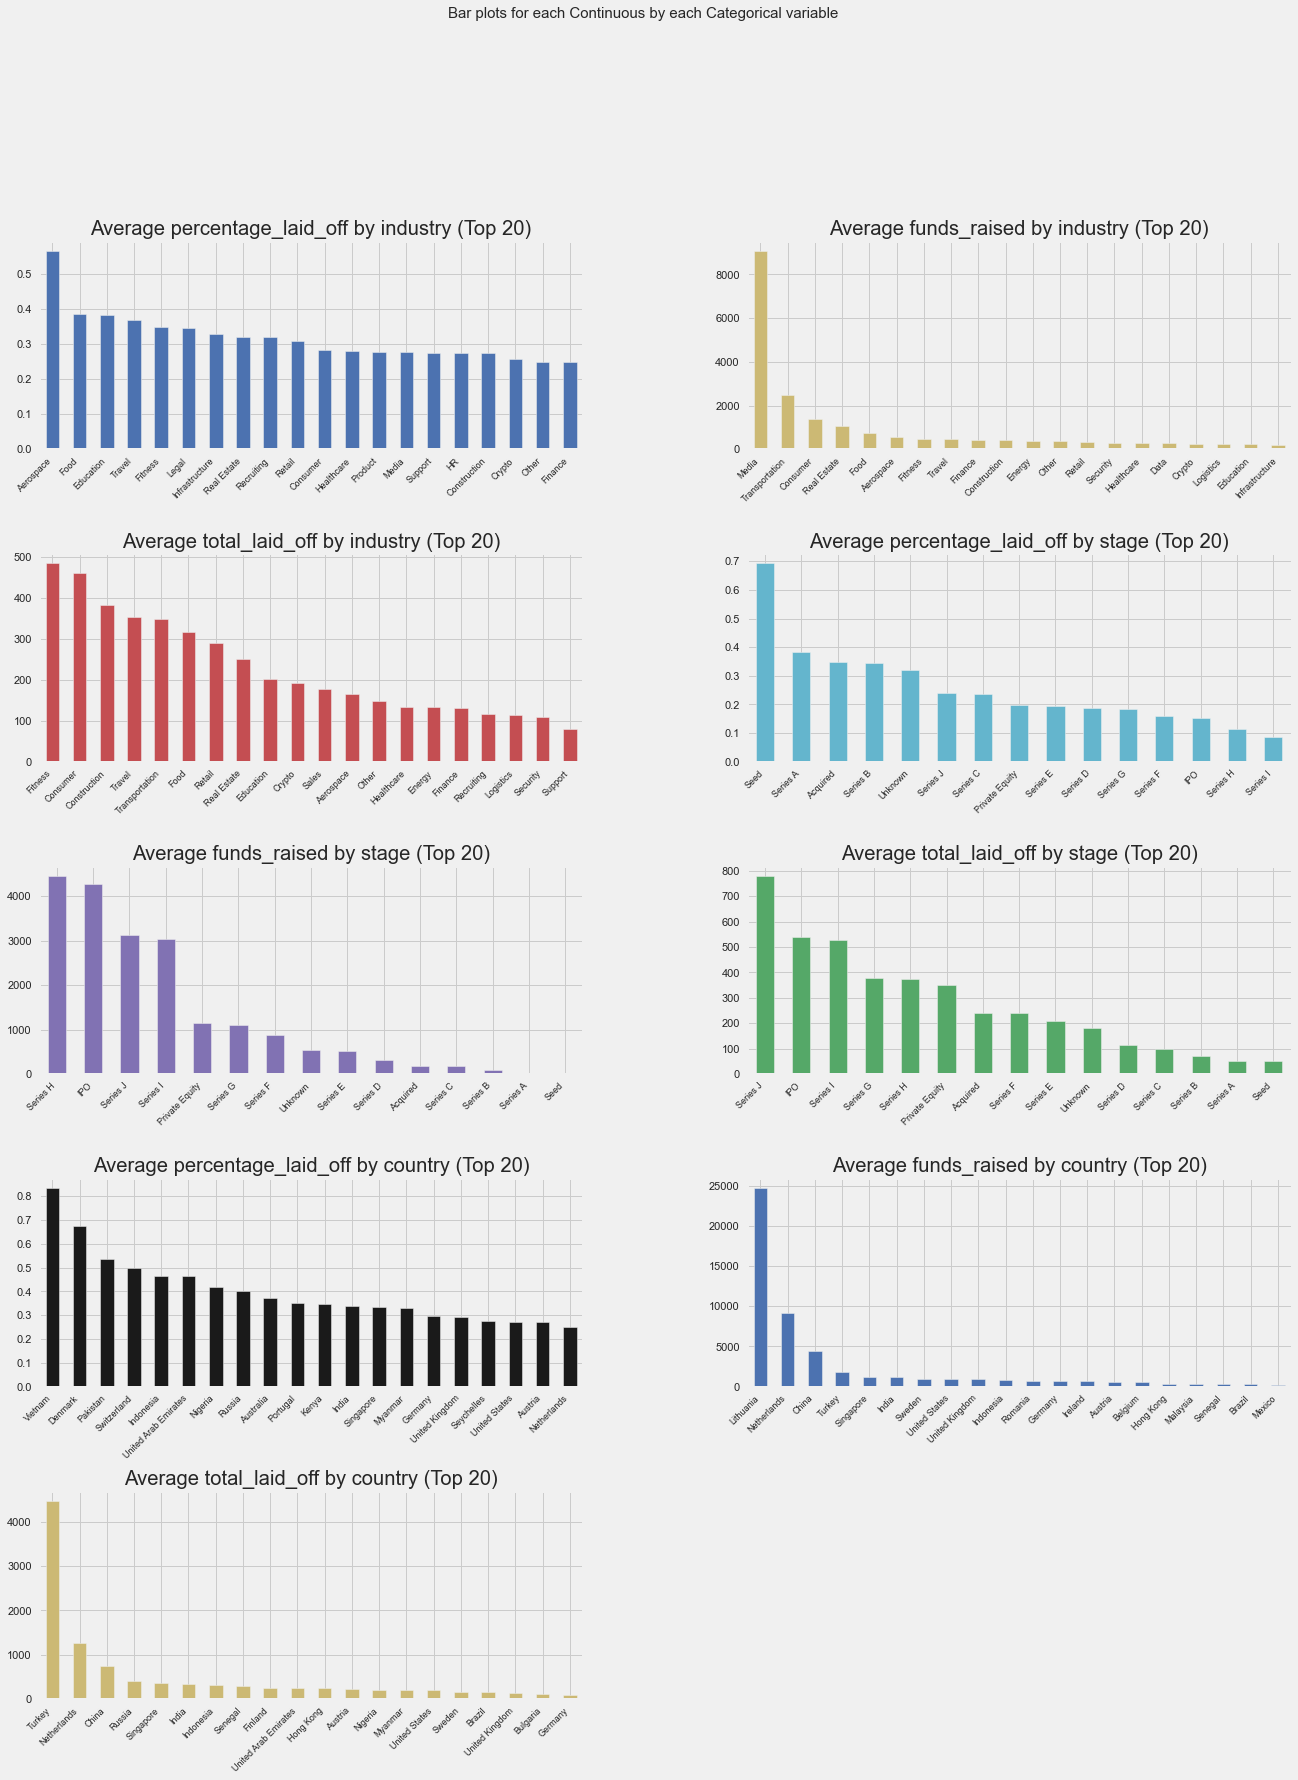 Bar plots for each Continuous by each Categorical variable
Average percentage_laid_off by industry (Top 20)
0.5
0.4
0.3
0.2
0.1
0.0
Aerospace
Food
Education
Travel
Fitness
Legal
Infrastructure
Real Estate
Recruiting
Retail
Consumer
Healthcare
Product
Media
Support
HR
Construction
Crypto
Other
Finance
Average funds_raised by industry (Top 20)
8000
6000
4000
2000
0
Media
Transportation
Consumer
Real Estate
Food
Aerospace
Fitness
Travel
Finance
Construction
Energy
Other
Retail
Security
Healthcare
Data
Crypto
Logistics
Education
Infrastructure
Average total_laid_off by industry (Top 20)
500
400
300
200
100
0
Fitness
Consumer
Construction
Travel
Transportation
Food
Retail
Real Estate
Education
Crypto
Sales
Aerospace
Other
Healthcare
Energy
Finance
Recruiting
Logistics
Security
Support
Average percentage_laid_off by stage (Top 20)
0.7
0.6
0.5
0.4
0.3
0.2
0.1
0.0
Seed
Series A
Acquired
Series B
Unknown
Series J
Series C
Private Equity
Series E
Series D
Series G
Series F
IPO
Series H
Series I
Average funds_raised by stage (Top 20)
4000
3000
2000
1000
0
Series H
IPO
Series J
Series I
Private Equity
Series G
Series F
Unknown
Series E
Series D
Acquired
Series C
Series B
Series A
Seed
Average total_laid_off by stage (Top 20)
800
700
600
500
400
300
200
100
0
Series J
IPO
Series I
Series G
Series H
Private Equity
Acquired
Series F
Series E
Unknown
Series D
Series C
Series B
Series A
Seed
Average percentage_laid_off by country (Top 20)
0.8
0.7
0.6
0.5
0.4
0.3
0.2
0.1
0.0
Vietnam
Denmark
Pakistan
Switzerland
Indonesia
United Arab Emirates
Nigeria
Russia
Australia
Portugal
Kenya
India
Singapore
Myanmar
Germany
United Kingdom
Seychelles
United States
Austria
Netherlands
Average funds_raised by country (Top 20)
25000
20000
15000
10000
5000
0
Lithuania
Netherlands
China
Turkey
Singapore
India
Sweden
United States
United Kingdom
Indonesia
Romania
Germany
Ireland
Austria
Belgium
Hong Kong
Malaysia
Senegal
Brazil
Mexico
Average total_laid_off by country (Top 20)
4000
3000
2000
1000
0
Turkey
Netherlands
China
Russia
Singapore
India
Indonesia
Senegal
Finland
United Arab Emirates
Hong Kong
Austria
Nigeria
Myanmar
United States
Sweden
Brazil
United Kingdom
Bulgaria
Germany